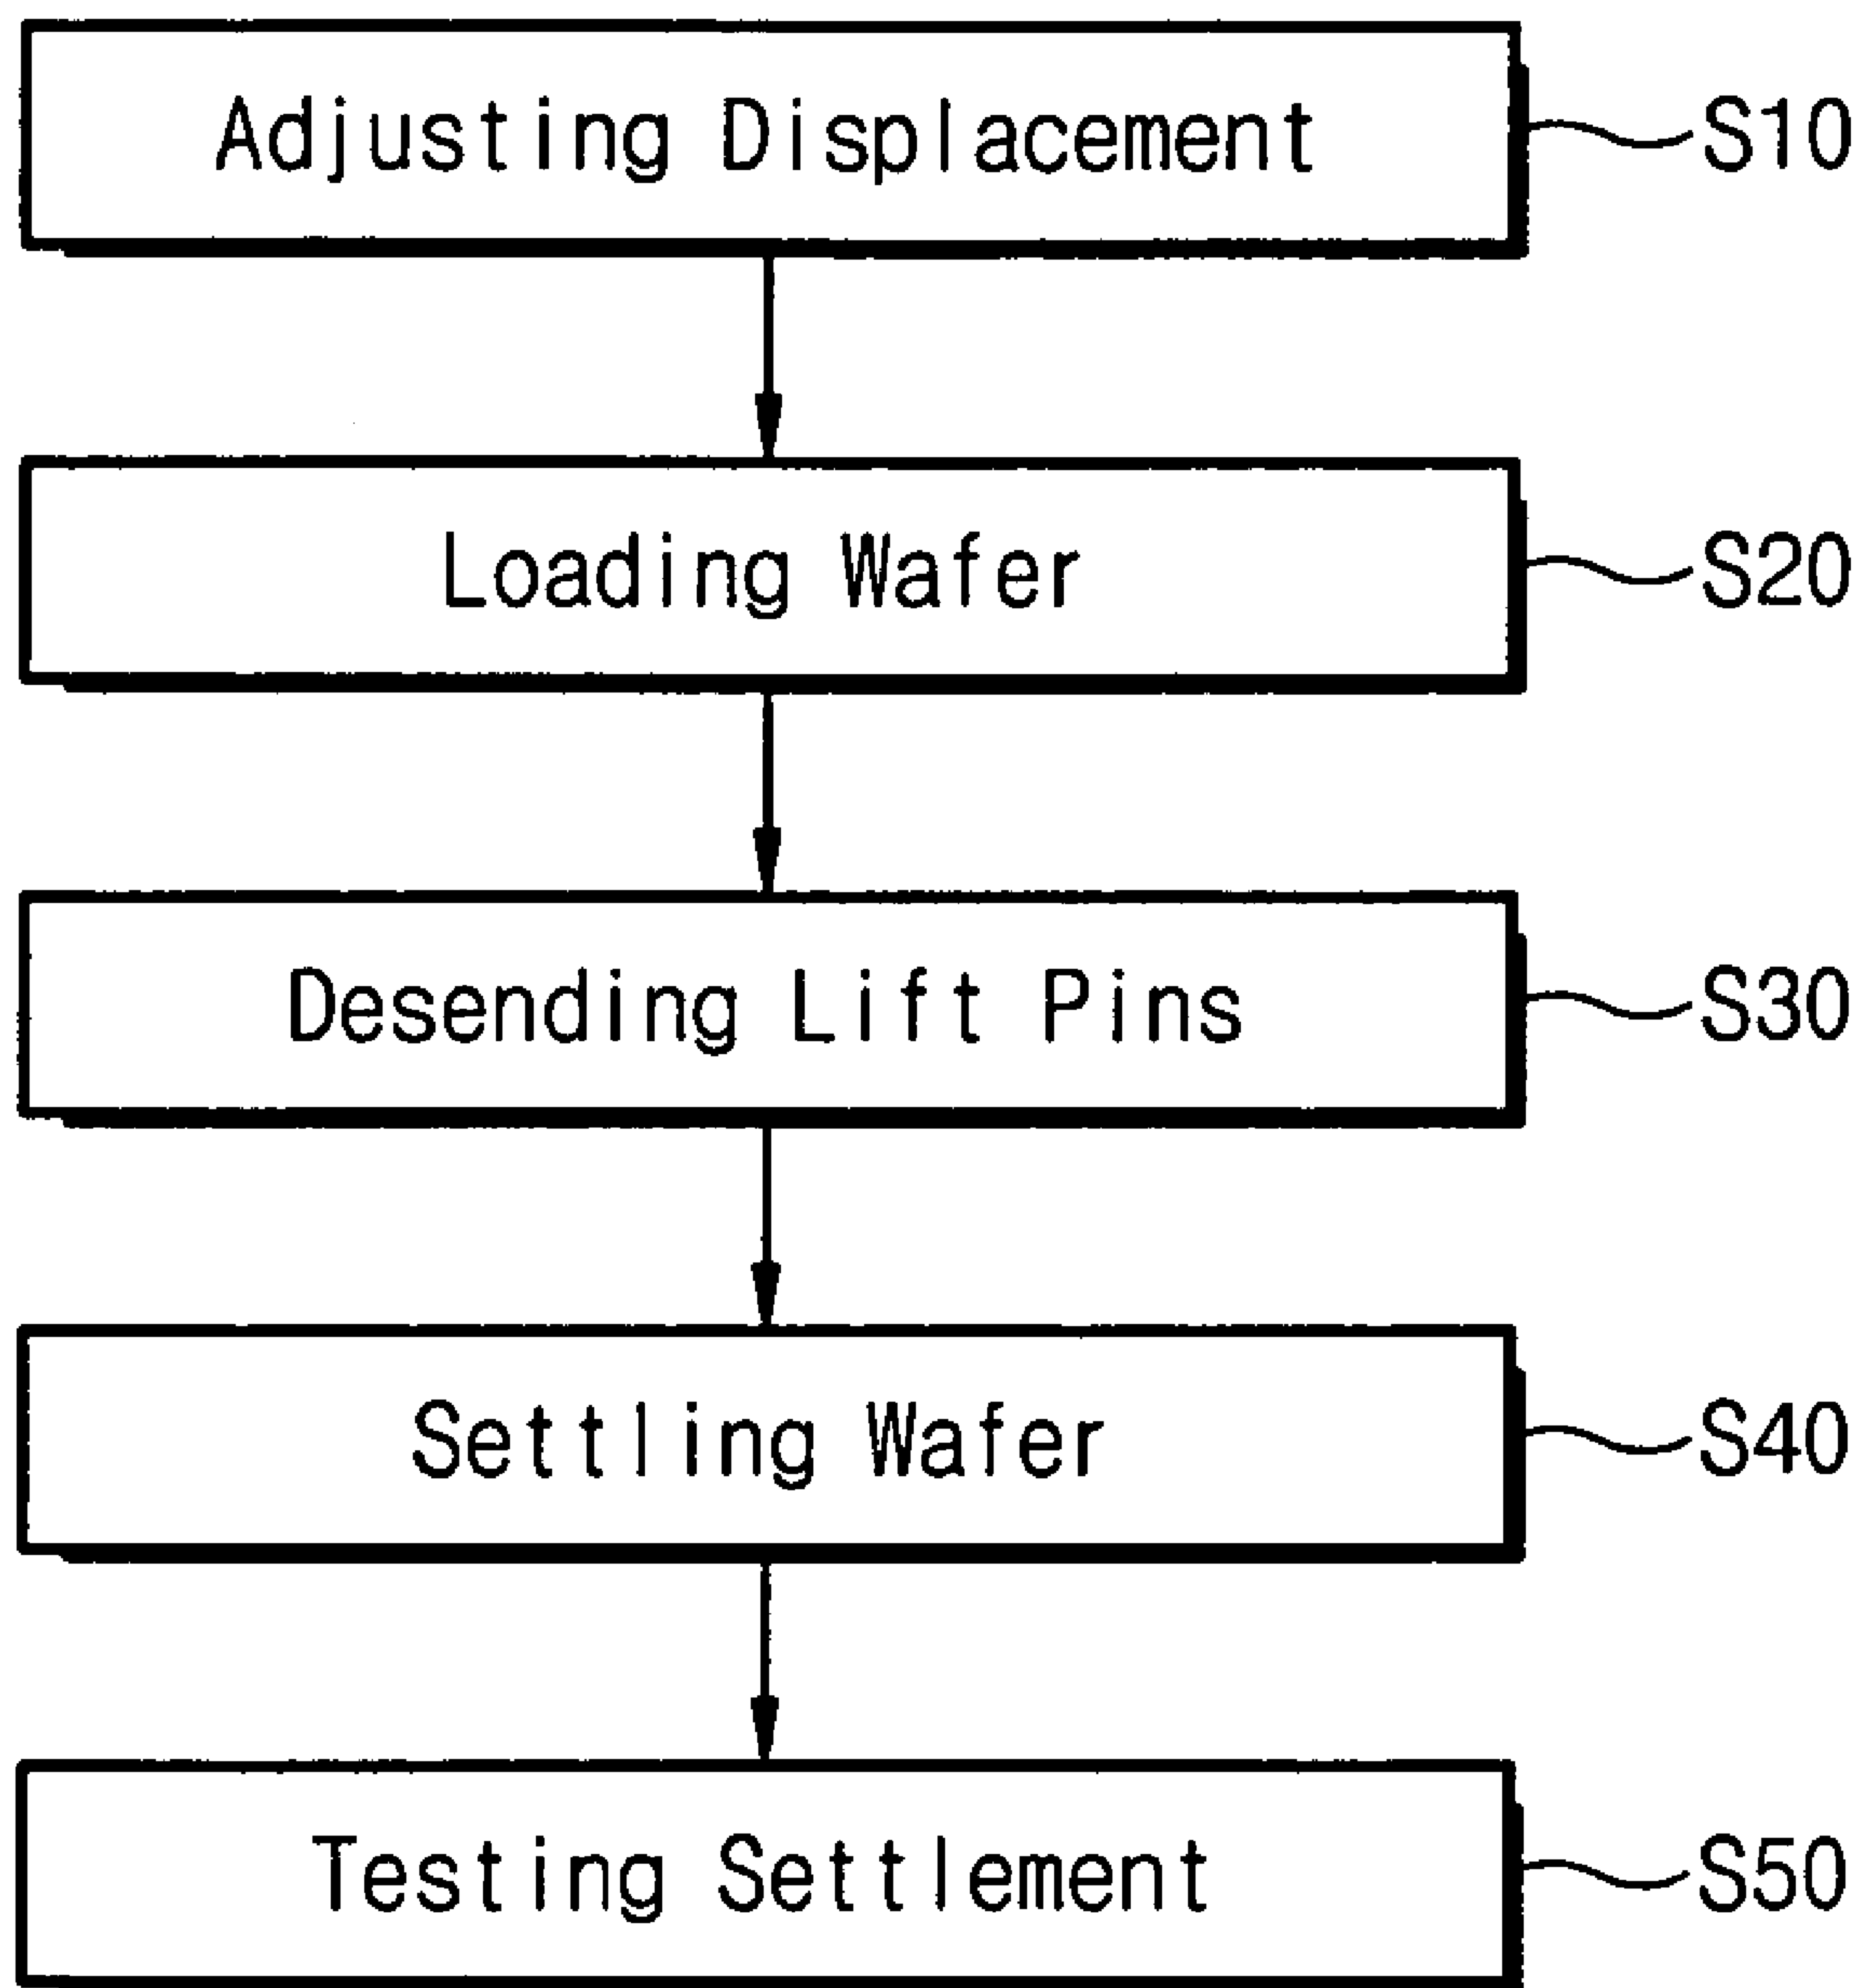 Adjusting Displacement S10
Loading Wafer S20
Desending Lift Pins S30
Settling Wafer S40
Testing Settlement S50